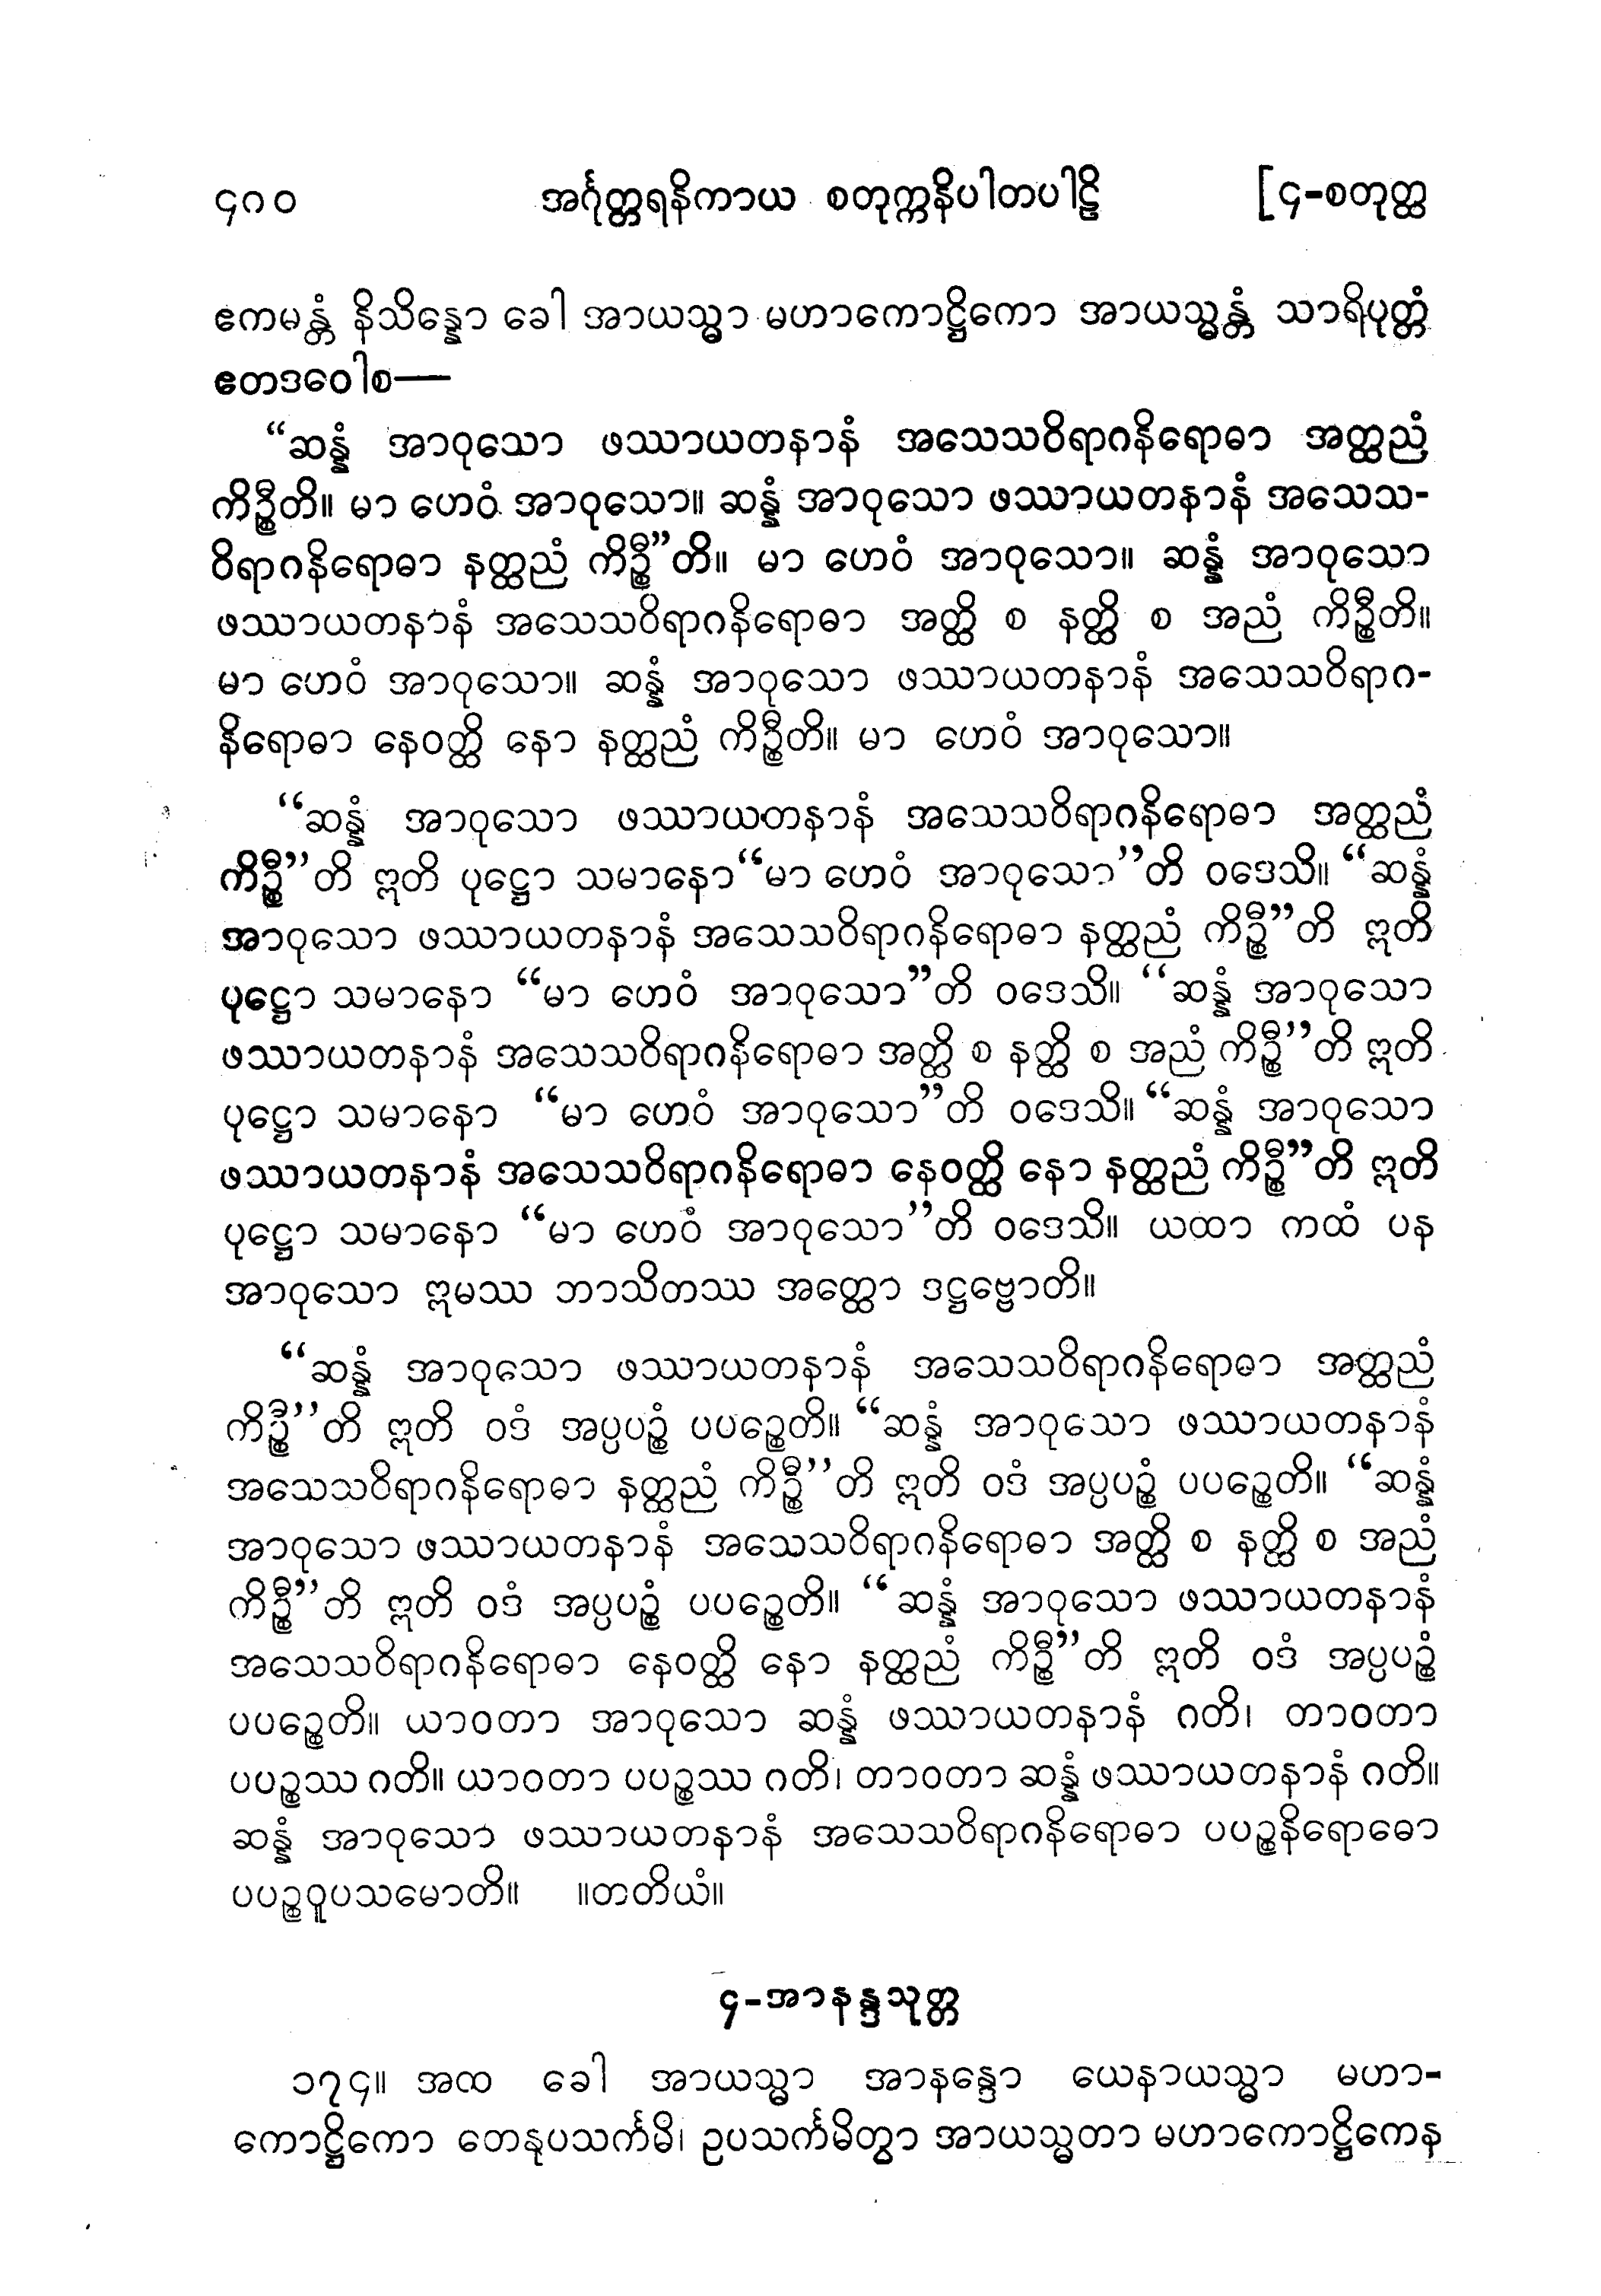 ၄၈၀ အင်္ဂုတ္တရနိကာယ စတုက္ကနိပါတပါဠိ [၄-စတုတ္ထ
ဧကမန္တံ နိသိန္နော ခေါ အာယသ္မာ မဟာကောဋ္ဌိကော အာယသ္မန္တံ သာရိပုတ္တံ
ဧတဒဝေါစ—
“ဆန္နံ အာဝုသော ဖဿာယတနာနံ အသေသဝိရာဂနိရောဓာ အတ္ထညံ
ကိဉ္စီတိ။ မာ ဟေဝံ အာဝုသော။ ဆန္နံ အာဝုသော ဖဿာယတနာနံ အသေသ-
ဝိရာဂနိရောဓာ နတ္ထညံ ကိဉ္စီ”တိ။ မာ ဟေဝံ အာဝုသော။ ဆန္နံ အာဝုသော
ဖဿာယတနာနံ အသေသဝိရာဂနိရောဓာ အတ္ထိ စ နတ္ထိ စ အညံ ကိဉ္စီတိ။
မာ ဟေဝံ အာဝုသော။ ဆန္နံ အာဝုသော ဖဿာယတနာနံ အသေသဝိရာဂ-
နိရောဓာ နေဝတ္ထိ နော နတ္ထညံ ကိဉ္စီတိ။ မာ ဟေဝံ အာဝုသော။
“ဆန္နံ အာဝုသော ဖဿာယတနာနံ အသေသဝိရာဂနိရောဓာ အတ္ထညံ
ကိဉ္စီ”တိ ဣတိ ပုဋ္ဌော သမာနော“မာ ဟေဝံ အာဝုသော”တိ ဝဒေသိ။ “ဆန္နံ
အာဝုသော ဖဿာယတနာနံ အသေသဝိရာဂနိရောဓာ နတ္ထညံ ကိဉ္စီ”တိ ဣတိ
ပုဋ္ဌော သမာနော “မာ ဟေဝံ အာဝုသော”တိ ဝဒေသိ။ “ဆန္နံ အာဝုသော
ဖဿာယတနာနံ အသေသဝိရာဂနိရောဓာ အတ္ထိ စ နတ္ထိ စ အညံ ကိဉ္စီ”တိ ဣတိ
ပုဋ္ဌော သမာနော “မာ ဟေဝံ အာဝုသော”တိ ဝဒေသိ။ “ဆန္နံ အာဝုသော
ဖဿာယတနာနံ အသေသဝိရာဂနိရောဓာ နေဝတ္ထိ နော နတ္ထညံ ကိဉ္စီ”တိ ဣတိ
ပုဋ္ဌော သမာနော “မာ ဟေဝံ အာဝုသော”တိ ဝဒေသိ။ ယထာ ကထံ ပန
အာဝုသော ဣမဿ ဘာသိတဿ အတ္ထော ဒဋ္ဌဗ္ဗောတိ။
“ဆန္နံ အာဝုသော ဖဿာယတနာနံ အသေသဝိရာဂနိရောဓာ အတ္ထညံ
ကိဉ္စီ”တိ ဣတိ ဝဒံ အပ္ပပဉ္စံ ပပဉ္စေတိ။ “ဆန္နံ အာဝုသော ဖဿာယတနာနံ
အသေသဝိရာဂနိရောဓာ နတ္ထညံ ကိဉ္စီ”တိ ဣတိ ဝဒံ အပ္ပပဉ္စံ ပပဉ္စေတိ။ “ဆန္နံ
အာဝုသော ဖဿာယတနာနံ အသေသဝိရာဂနိရောဓာ အတ္ထိ စ နတ္ထိ စ အညံ
ကိဉ္စီ”တိ ဣတိ ဝဒံ အပ္ပပဉ္စံ ပပဉ္စေတိ။ “ဆန္နံ အာဝုသော ဖဿာယတနာနံ
အသေသဝိရာဂနိရောဓာ နေဝတ္ထိ နော နတ္ထညံ ကိဉ္စီ”တိ ဣတိ ဝဒံ အပ္ပပဉ္စံ
ပပဉ္စေတိ။ ယာဝတာ အာဝုသော ဆန္နံ ဖဿာယတနာနံ ဂတိ၊ တာဝတာ
ပပဉ္စဿ ဂတိ။ ယာဝတာ ပပဉ္စဿ ဂတိ၊ တာဝတာ ဆန္နံ ဖဿာယတနာနံ ဂတိ။
ဆန္နံ အာဝုသော ဖဿာယတနာနံ အသေသဝိရာဂနိရောဓာ ပပဉ္စနိရောဓော
ပပဉ္စဝူပသမောတိ။ ။တတိယံ။
၄-အာနန္ဒသုတ္တ
၁၇၄။ အထ ခေါ အာယသ္မာ အာနန္ဒော ယေနာယသ္မာ မဟာ-
ကောဋ္ဌိကော တေနုပသင်္ကမိ၊ ဥပသင်္ကမိတွာ အာယသ္မတာ မဟာကောဋ္ဌိကေန